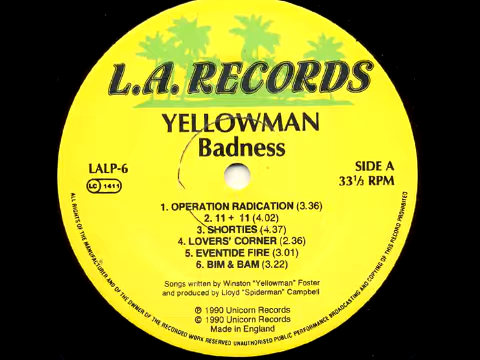 L.A. RECORDS
YELLOWMAN
Badness
LALP-6
LC 1411
SIDE A
33⅓ RPM
1. OPERATION RADICATION (3.36)
2. 11 + 11 (4.02)
3. SHORTIES (4.37)
4. LOVERS' CORNER (2.36)
5. EVENTIDE FIRE (3.01)
6. BIM & BAM (3.22)
Songs written by Winston "Yellowman" Foster
and produced by Lloyd "Spiderman" Campbell
℗ 1990 Unicorn Records
© 1990 Unicorn Records
Made in England
ALL RIGHTS OF THE MANUFACTURER AND OF THE OWNER OF THE RECORDED WORK RESERVED UNAUTHORISED PUBLIC PERFORMANCE BROADCASTING AND COPYING OF THIS RECORD PROHIBITED